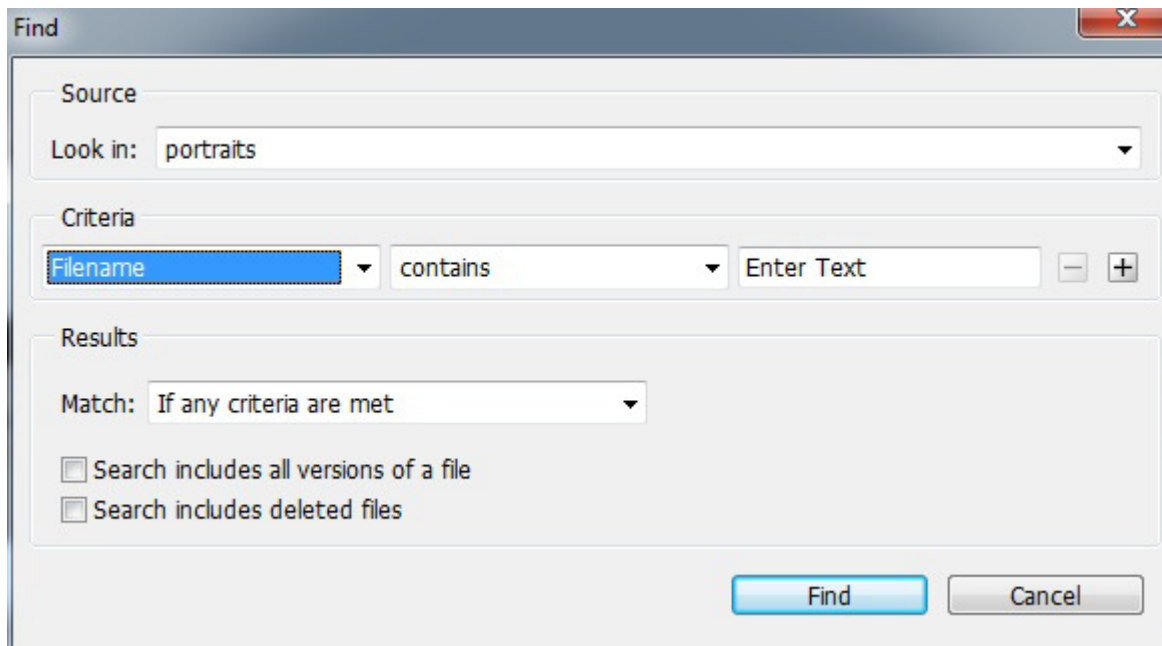 Find
Source
Look in: portraits
Criteria
Filename contains Enter Text
Results
Match: If any criteria are met
Search includes all versions of a file
Search includes deleted files
Find Cancel